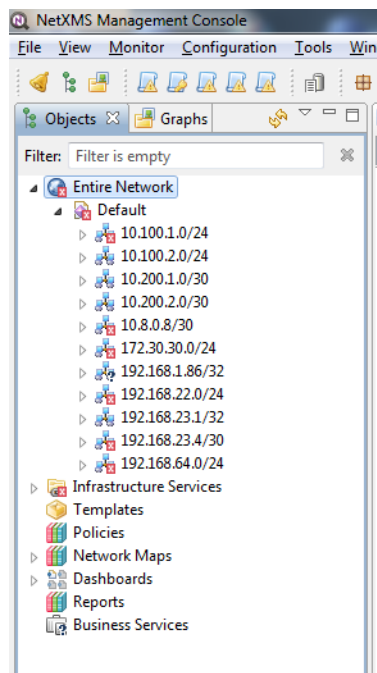 NetXMS Management Console
File View Monitor Configuration Tools Win
Objects Graphs
Filter: Filter is empty
Entire Network
Default
10.100.1.0/24
10.100.2.0/24
10.200.1.0/30
10.200.2.0/30
10.8.0.8/30
172.30.30.0/24
192.168.1.86/32
192.168.22.0/24
192.168.23.1/32
192.168.23.4/30
192.168.64.0/24
Infrastructure Services
Templates
Policies
Network Maps
Dashboards
Reports
Business Services